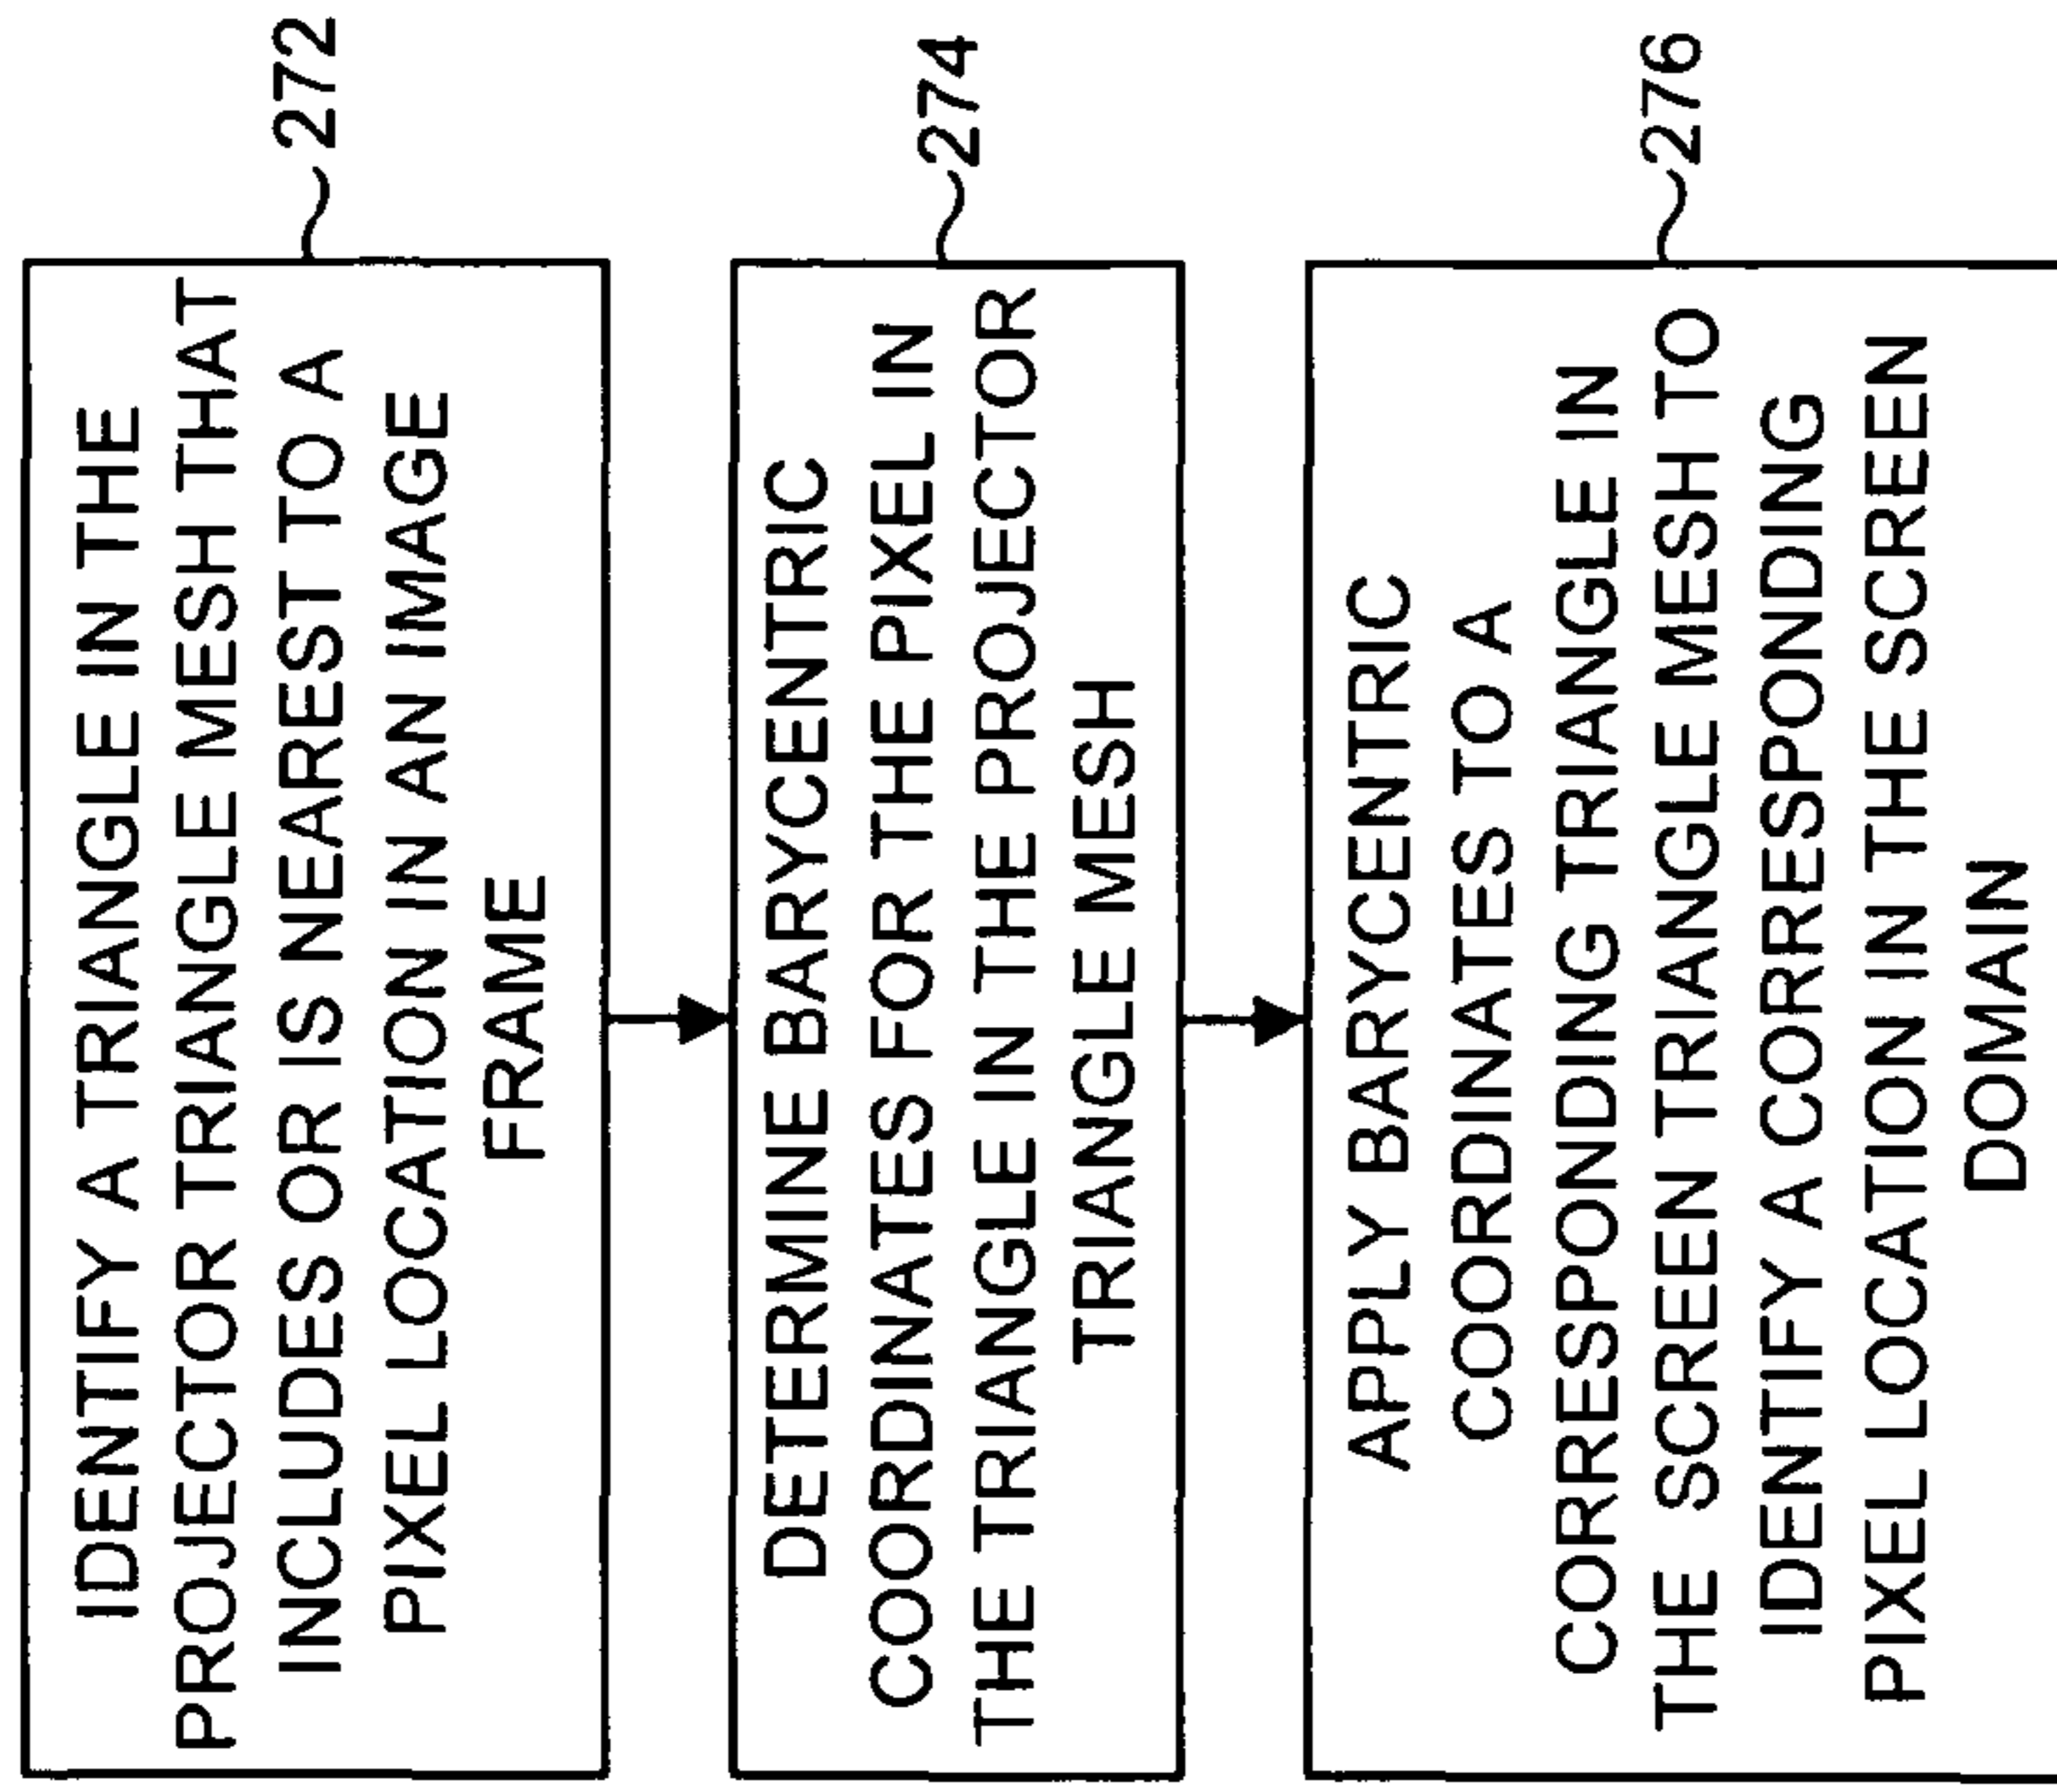 IDENTIFY A TRIANGLE IN THE
PROJECTOR TRIANGLE MESH THAT
INCLUDES OR IS NEAREST TO A
PIXEL LOCATION IN AN IMAGE
FRAME
272
DETERMINE BARYCENTRIC
COORDINATES FOR THE PIXEL IN
THE TRIANGLE IN THE PROJECTOR
TRIANGLE MESH
274
APPLY BARYCENTRIC
COORDINATES TO A
CORRESPONDING TRIANGLE IN
THE SCREEN TRIANGLE MESH TO
IDENTIFY A CORRESPONDING
PIXEL LOCATION IN THE SCREEN
DOMAIN
276